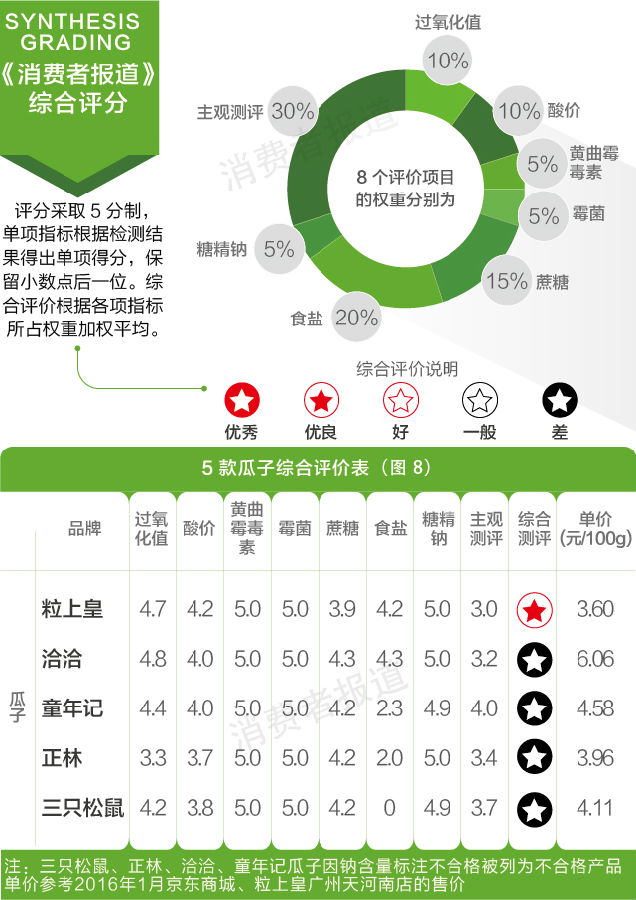 SYNTHESIS
GRADING
《消费者报道》
综合评分
评分采取5分制，
单项指标根据检测结
果得出单项得分，保
留小数点后一位。综
合评价根据各项指标
所占权重加权平均。
过氧化值
10%
10% 酸价
5% 黄曲霉
毒素
5% 霉菌
15% 蔗糖
食盐 20%
糖精钠 5%
主观测评 30%
8个评价项目
的权重分别为
消费者报道
综合评价说明
优秀 优良 好 一般 差
5款瓜子综合评价表（图8）
品牌 过氧化值 酸价 黄曲霉毒素 霉菌 蔗糖 食盐 糖精钠 主观测评 综合测评 单价(元/100g)
瓜子
粒上皇 4.7 4.2 5.0 5.0 3.9 4.2 5.0 3.0 3.60
洽洽 4.8 4.0 5.0 5.0 4.3 4.3 5.0 3.2 6.06
童年记 4.4 4.0 5.0 5.0 4.2 2.3 4.9 4.0 4.58
正林 3.3 3.7 5.0 5.0 4.2 2.0 5.0 3.4 3.96
三只松鼠 4.2 3.8 5.0 5.0 4.2 0 4.9 3.7 4.11
消费者报道
注：三只松鼠、正林、洽洽、童年记瓜子因钠含量标注不合格被列为不合格产品
单价参考2016年1月京东商城、粒上皇广州天河南店的售价